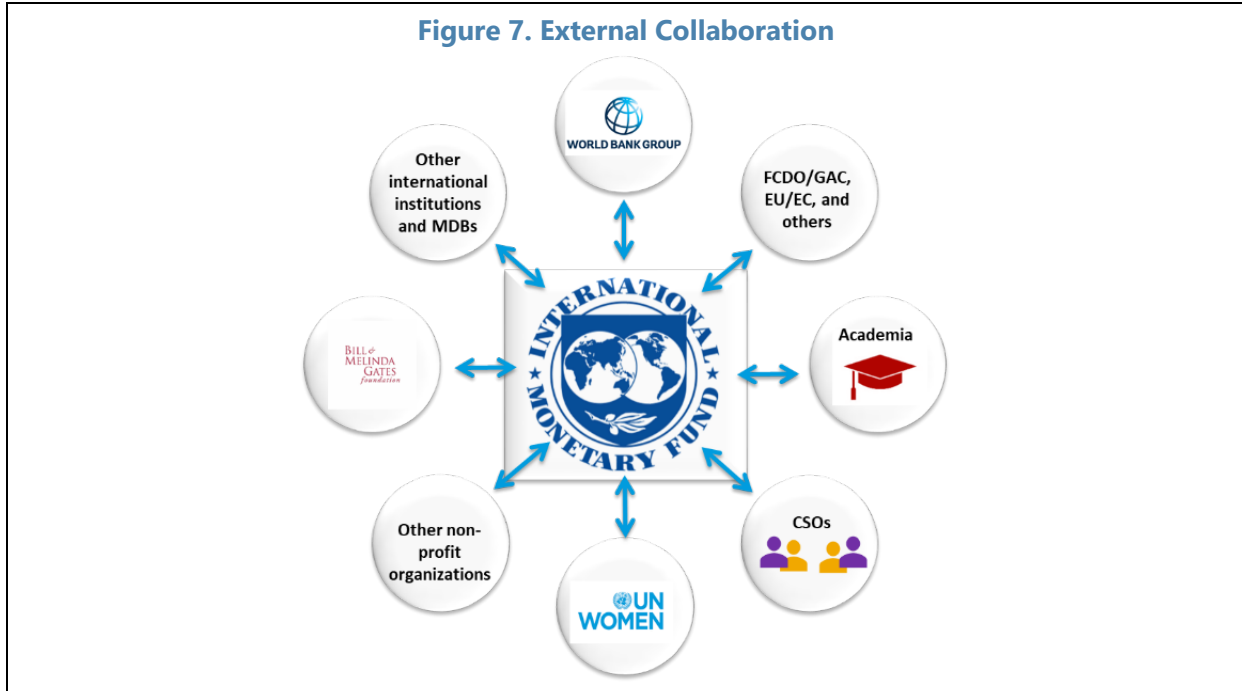 Figure 7. External Collaboration
WORLD BANK GROUP
Other
international
institutions
and MDBs
FCDO/GAC,
EU/EC, and
others
INTERNATIONAL
MONETARY FUND
BILL &
MELINDA
GATES
foundation
Academia
Other non-
profit
organizations
CSOs
UN
WOMEN